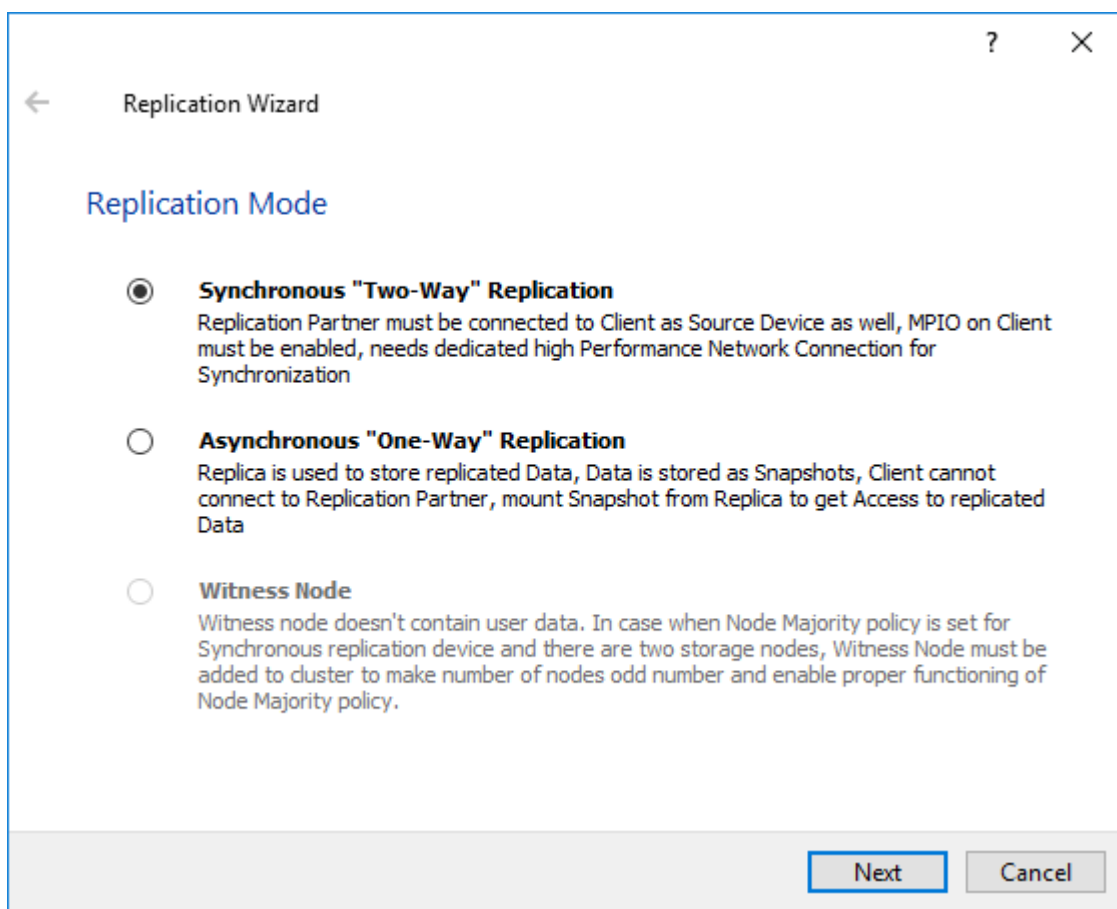 ?
Replication Wizard
Replication Mode
Synchronous "Two-Way" Replication
Replication Partner must be connected to Client as Source Device as well, MPIO on Client
must be enabled, needs dedicated high Performance Network Connection for
Synchronization
Asynchronous "One-Way" Replication
Replica is used to store replicated Data, Data is stored as Snapshots, Client cannot
connect to Replication Partner, mount Snapshot from Replica to get Access to replicated
Data
Witness Node
Witness node doesn't contain user data. In case when Node Majority policy is set for
Synchronous replication device and there are two storage nodes, Witness Node must be
added to cluster to make number of nodes odd number and enable proper functioning of
Node Majority policy.
Next Cancel